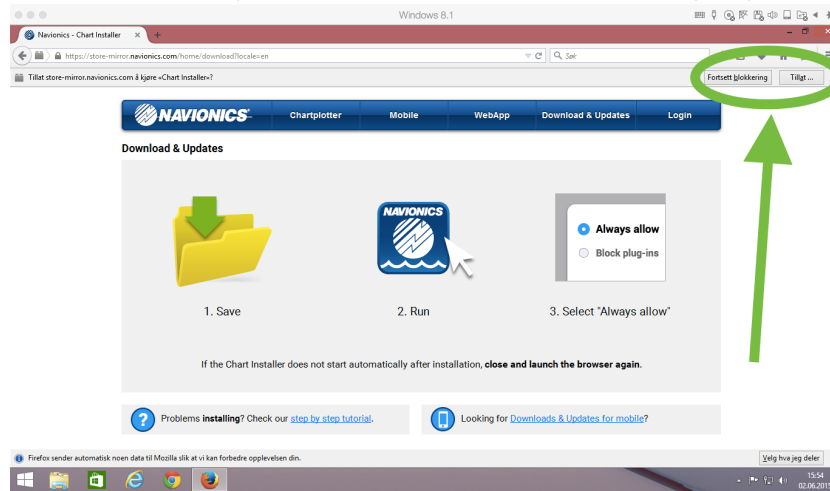 Windows 8.1
Navionics - Chart Installer
https://store-mirror.navionics.com/home/download?locale=en
Søk
Tillat store-mirror.navionics.com å kjøre «Chart Installer»?
Fortsett blokkering
Tillat ...
NAVIONICS
Chartplotter
Mobile
WebApp
Download & Updates
Login
Download & Updates
NAVIONICS
Always allow
Block plug-ins
1. Save
2. Run
3. Select "Always allow"
If the Chart Installer does not start automatically after installation, close and launch the browser again.
Problems installing? Check our step by step tutorial.
Looking for Downloads & Updates for mobile?
Firefox sender automatisk noen data til Mozilla slik at vi kan forbedre opplevelsen din.
Velg hva jeg deler
15:54
02.06.2015